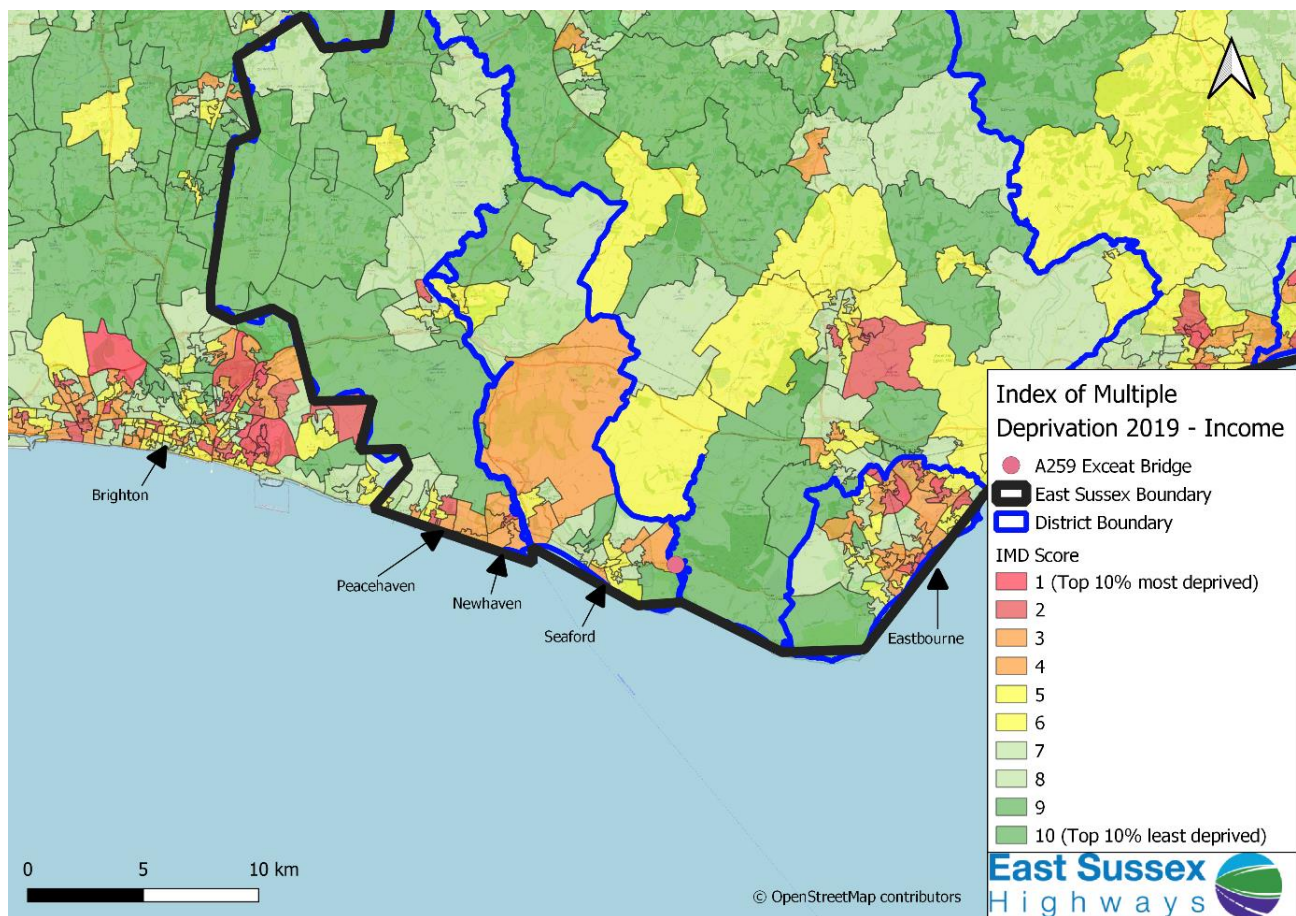 Brighton
Peacehaven
Newhaven
Seaford
Eastbourne
Index of Multiple
Deprivation 2019 - Income
A259 Exceat Bridge
East Sussex Boundary
District Boundary
IMD Score
1 (Top 10% most deprived)
2
3
4
5
6
7
8
9
10 (Top 10% least deprived)
0 5 10 km
© OpenStreetMap contributors
East Sussex
Highways